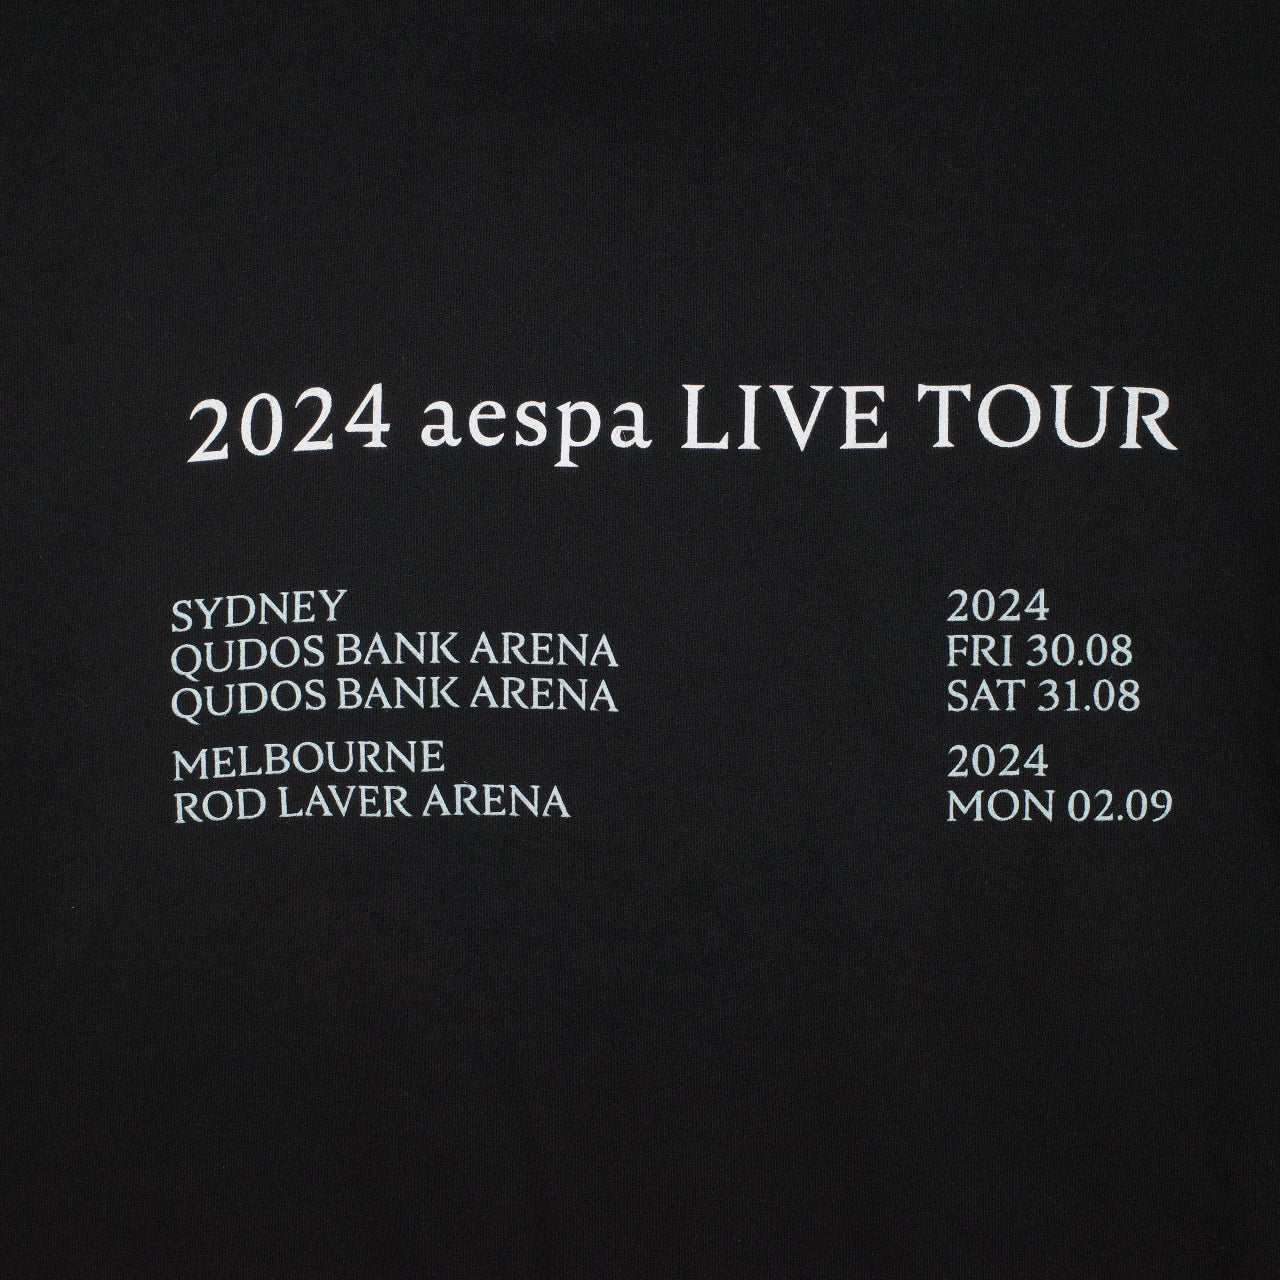 2024 aespa LIVE TOUR
SYDNEY 2024
QUDOS BANK ARENA FRI 30.08
QUDOS BANK ARENA SAT 31.08
MELBOURNE 2024
ROD LAVER ARENA MON 02.09